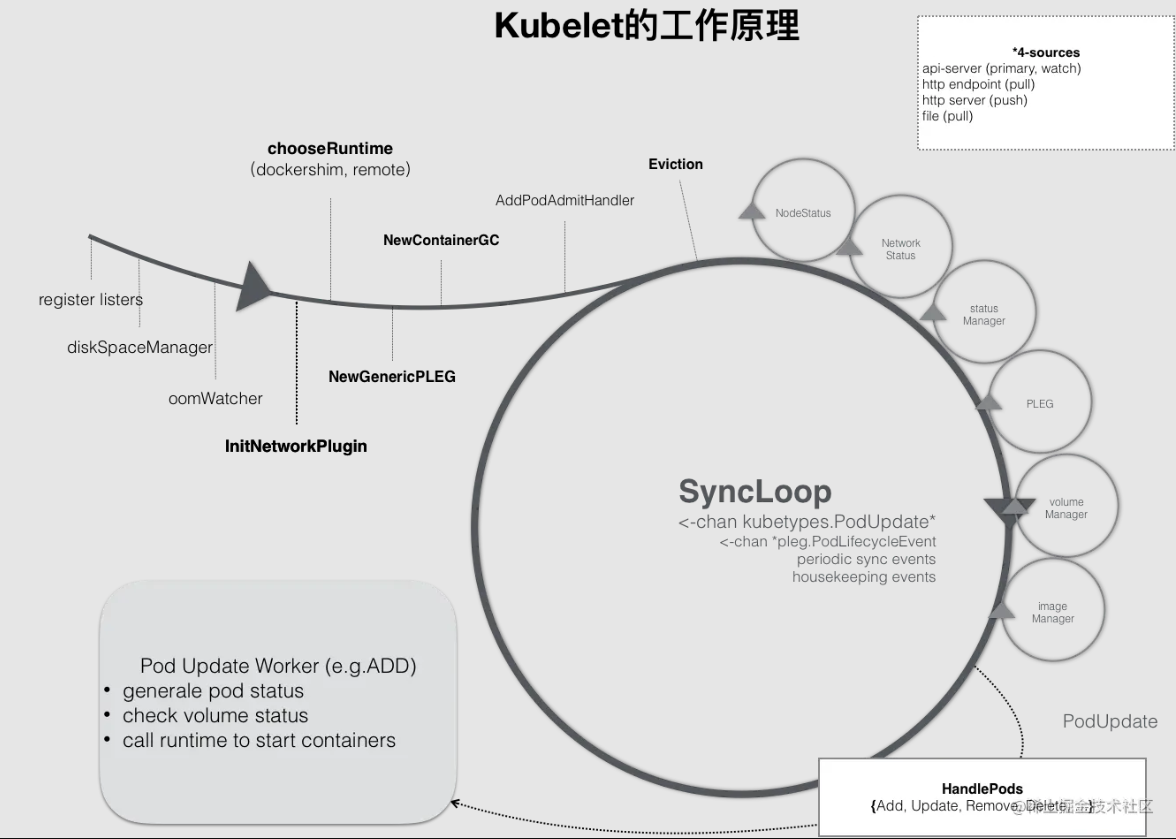 Kubelet的工作原理
*4-sources
api-server (primary, watch)
http endpoint (pull)
http server (push)
file (pull)
chooseRuntime
(dockershim, remote)
Eviction
AddPodAdmitHandler
NewContainerGC
NodeStatus
Network
Status
register listers
status
Manager
diskSpaceManager
NewGenericPLEG
oomWatcher
PLEG
InitNetworkPlugin
SyncLoop
<-chan kubetypes.PodUpdate*
<-chan *pleg.PodLifecycleEvent
periodic sync events
housekeeping events
volume
Manager
image
Manager
Pod Update Worker (e.g.ADD)
• generale pod status
• check volume status
• call runtime to start containers
PodUpdate
HandlePods
{Add, Update, Remove, Delete, ...}
@稀土掘金技术社区